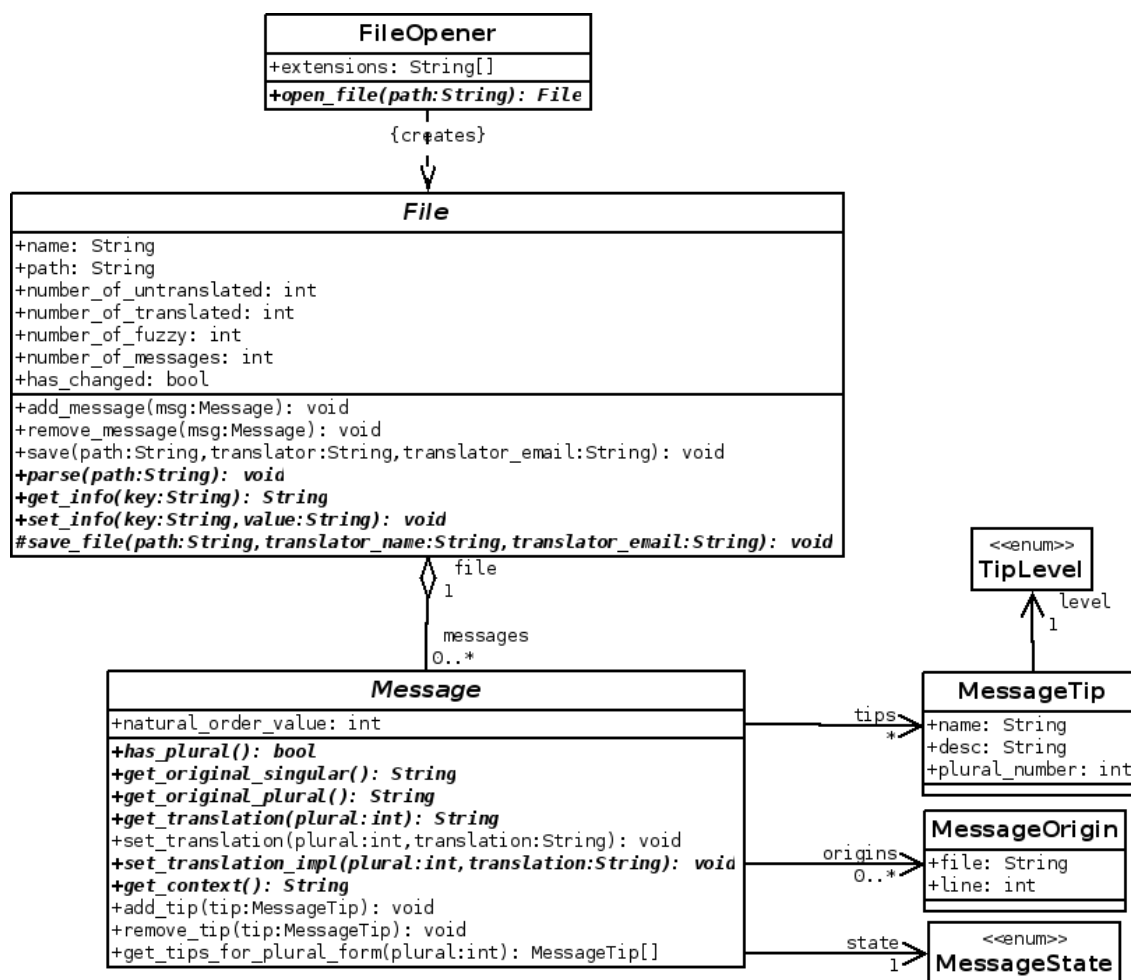 FileOpener
+extensions: String[]
+open_file(path:String): File
{creates}
File
+name: String
+path: String
+number_of_untranslated: int
+number_of_translated: int
+number_of_fuzzy: int
+number_of_messages: int
+has_changed: bool
+add_message(msg:Message): void
+remove_message(msg:Message): void
+save(path:String,translator:String,translator_email:String): void
+parse(path:String): void
+get_info(key:String): String
+set_info(key:String,value:String): void
#save_file(path:String,translator_name:String,translator_email:String): void
file
1
messages
0..*
<<enum>>
TipLevel
level
1
Message
+natural_order_value: int
+has_plural(): bool
+get_original_singular(): String
+get_original_plural(): String
+get_translation(plural:int): String
+set_translation(plural:int,translation:String): void
+set_translation_impl(plural:int,translation:String): void
+get_context(): String
+add_tip(tip:MessageTip): void
+remove_tip(tip:MessageTip): void
+get_tips_for_plural_form(plural:int): MessageTip[]
tips
*
MessageTip
+name: String
+desc: String
+plural_number: int
origins
0..*
MessageOrigin
+file: String
+line: int
state
1
<<enum>>
MessageState